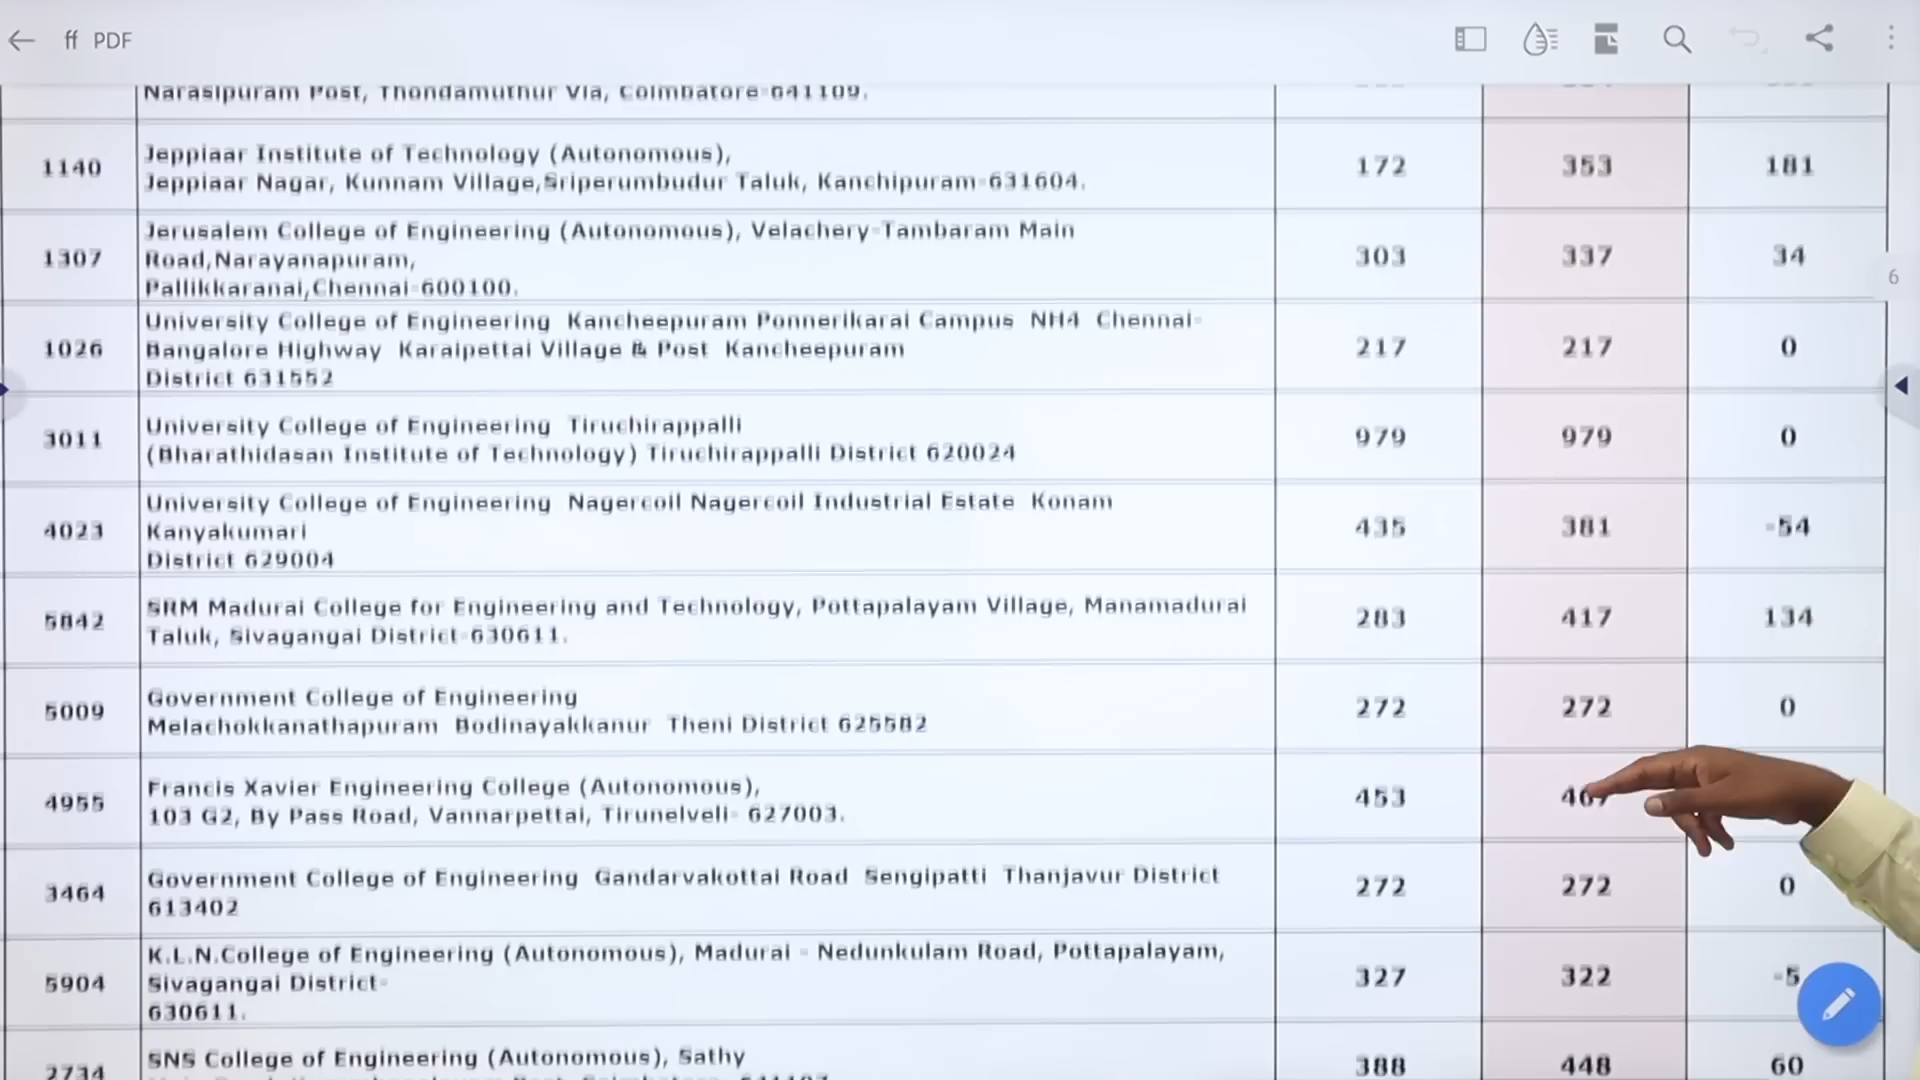 ff PDF
Narasipuram Post, Thondamuthur Via, Coimbatore-641109.
1140 Jeppiaar Institute of Technology (Autonomous), 172 353 181
Jeppiaar Nagar, Kunnam Village,Sriperumbudur Taluk, Kanchipuram-631604.
1307 Jerusalem College of Engineering (Autonomous), Velachery-Tambaram Main 303 337 34
Road,Narayanapuram,
Pallikkaranai,Chennai-600100.
6
1026 University College of Engineering Kancheepuram Ponnerikarai Campus NH4 Chennai- 217 217 0
Bangalore Highway Karaipettai Village & Post Kancheepuram
District 631552
3011 University College of Engineering Tiruchirappalli 979 979 0
(Bharathidasan Institute of Technology) Tiruchirappalli District 620024
4023 University College of Engineering Nagercoil Nagercoil Industrial Estate Konam 435 381 -54
Kanyakumari
District 629004
5842 SRM Madurai College for Engineering and Technology, Pottapalayam Village, Manamadurai 283 417 134
Taluk, Sivagangai District-630611.
5009 Government College of Engineering 272 272 0
Melachokkanathapuram Bodinayakkanur Theni District 625582
4955 Francis Xavier Engineering College (Autonomous), 453
103 G2, By Pass Road, Vannarpettai, Tirunelveli- 627003.
3464 Government College of Engineering Gandarvakottai Road Sengipatti Thanjavur District 272 272 0
613402
5904 K.L.N.College of Engineering (Autonomous), Madurai - Nedunkulam Road, Pottapalayam, 327 322 -5
Sivagangai District-
630611.
2734 SNS College of Engineering (Autonomous), Sathy 388 448 60